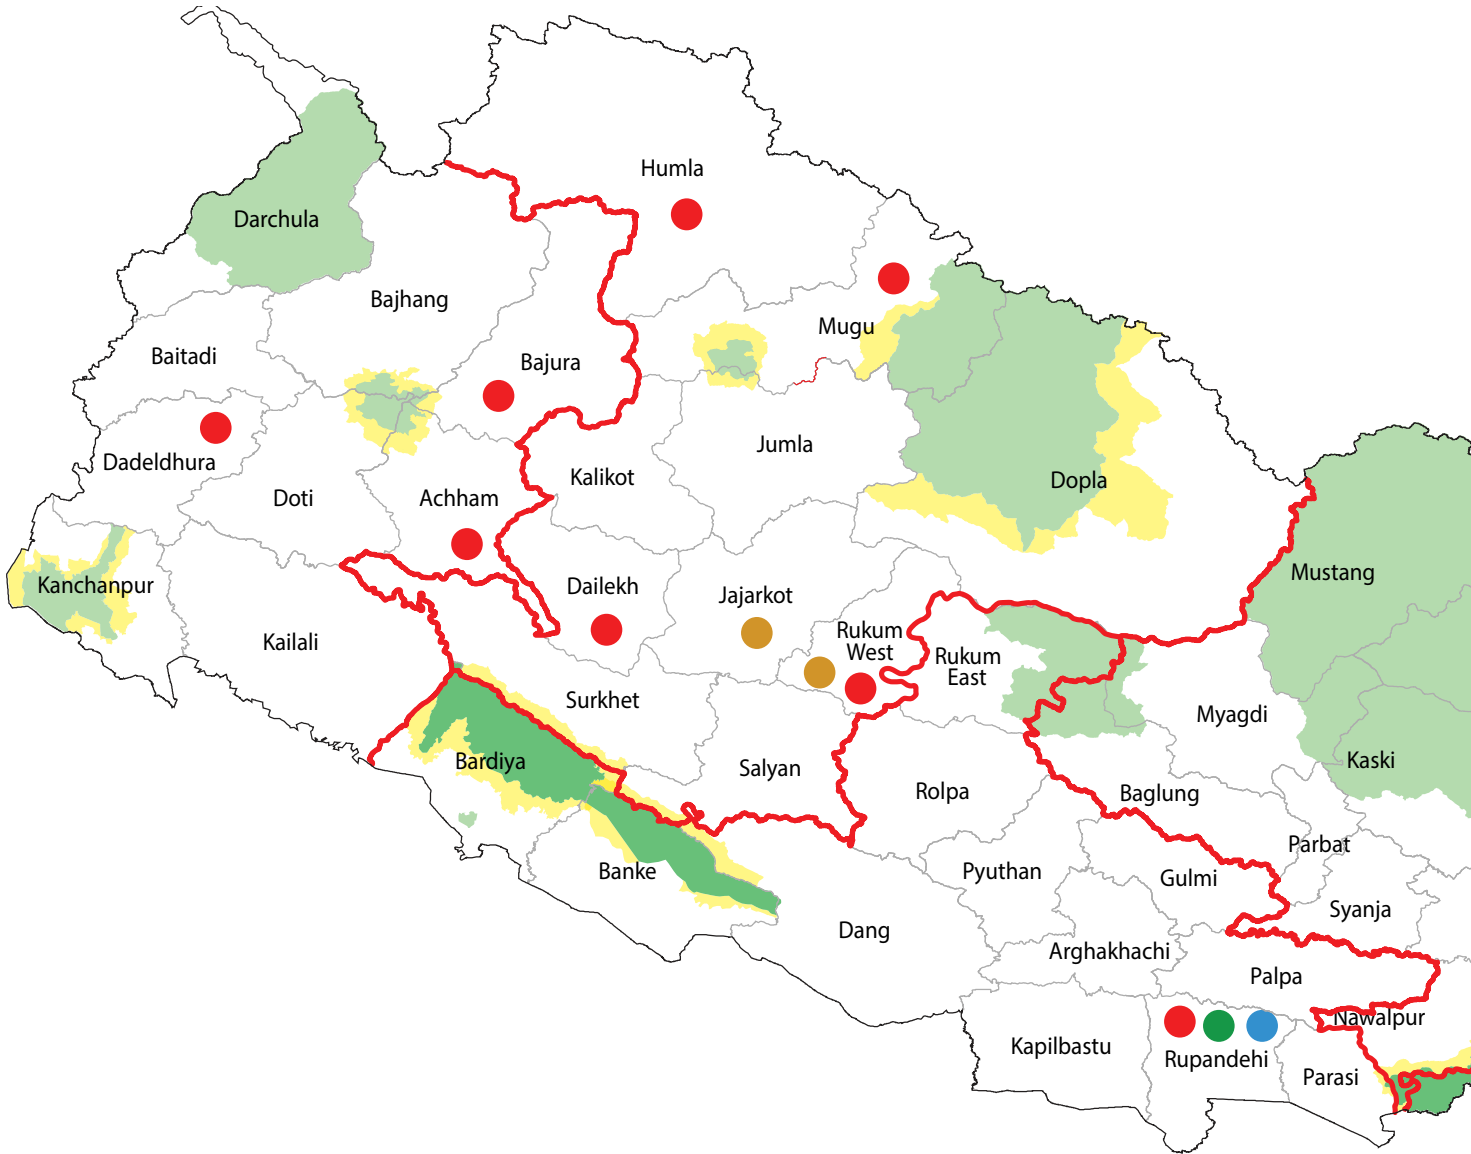 Humla
Darchula
Bajhang
Mugu
Baitadi
Bajura
Jumla
Dadeldhura
Kalikot
Dopla
Doti
Achham
Mustang
Kanchanpur
Dailekh
Jajarkot
Rukum
West
Kailali
Rukum
East
Surkhet
Myagdi
Bardiya
Salyan
Kaski
Rolpa
Baglung
Parbat
Banke
Pyuthan
Gulmi
Syanja
Dang
Arghakhachi
Palpa
Nawalpur
Kapilbastu
Rupandehi
Parasi